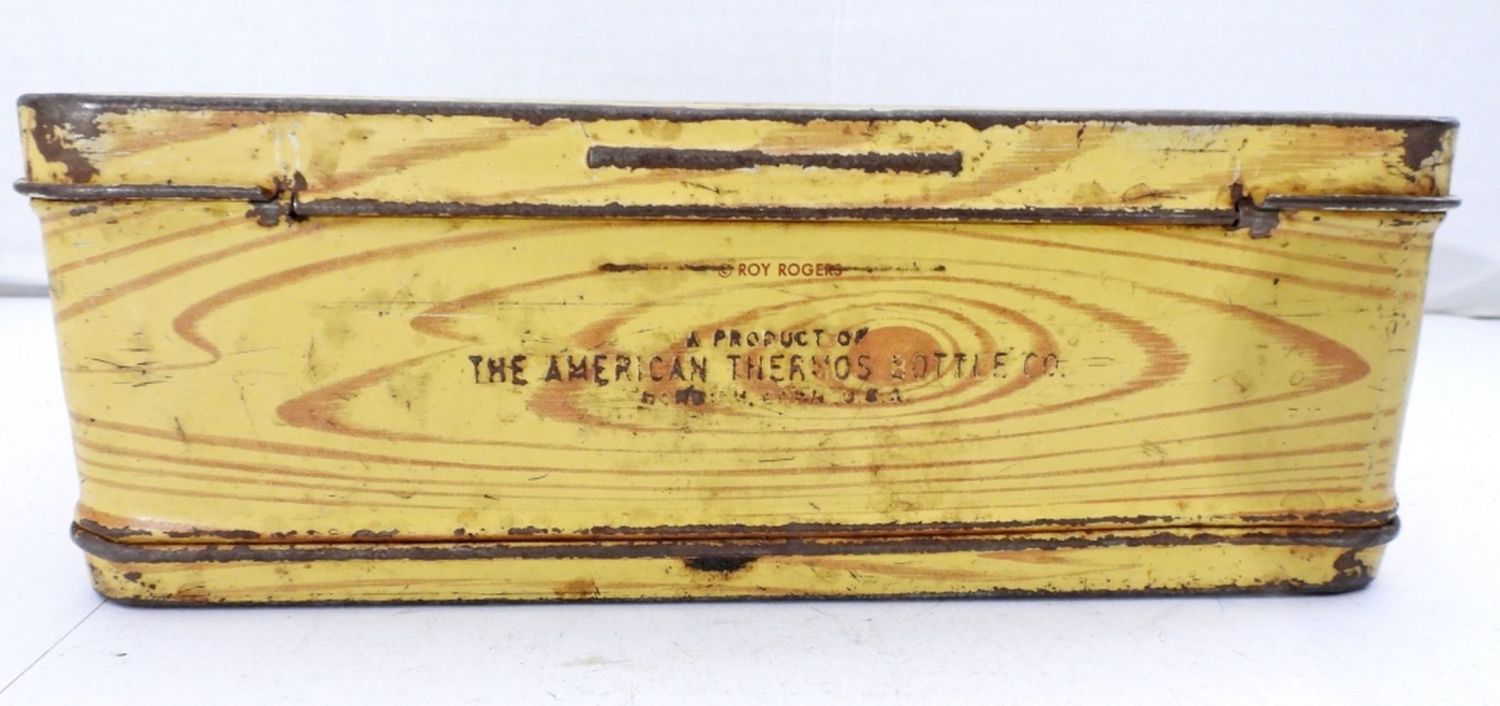 © ROY ROGERS
A PRODUCT OF
THE AMERICAN THERMOS BOTTLE CO.
U.S.A.